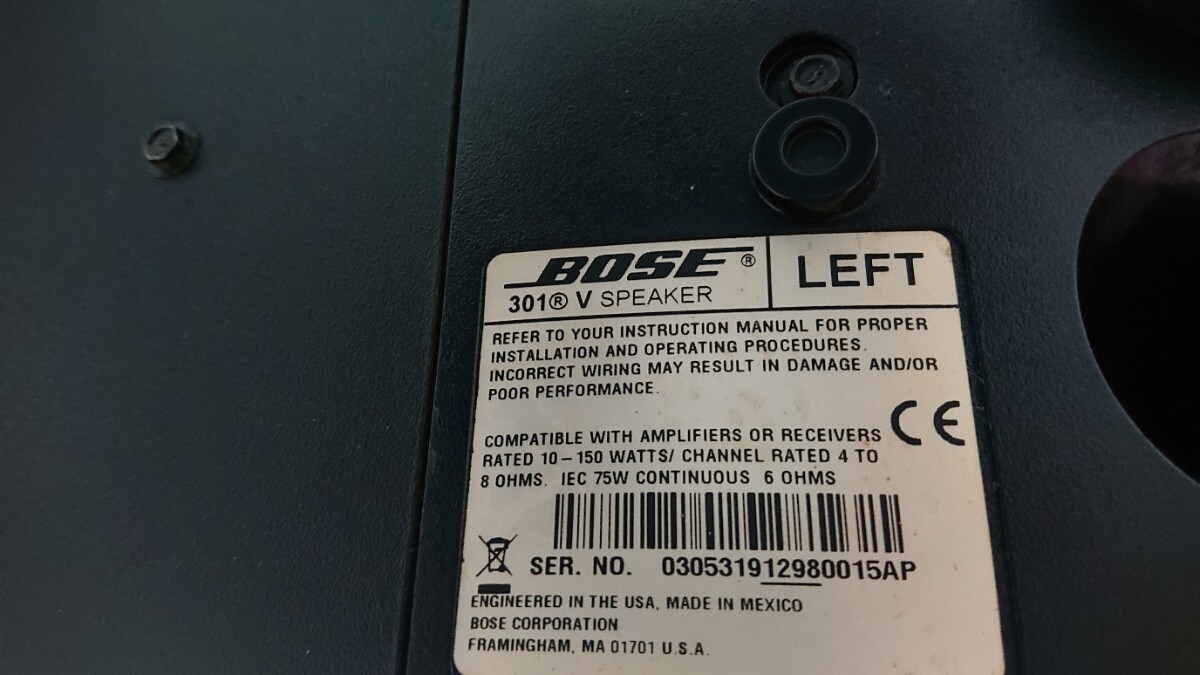 BOSE®
LEFT
301® V SPEAKER
REFER TO YOUR INSTRUCTION MANUAL FOR PROPER
INSTALLATION AND OPERATING PROCEDURES.
INCORRECT WIRING MAY RESULT IN DAMAGE AND/OR
POOR PERFORMANCE.
CE
COMPATIBLE WITH AMPLIFIERS OR RECEIVERS
RATED 10-150 WATTS/ CHANNEL RATED 4 TO
8 OHMS. IEC 75W CONTINUOUS 6 OHMS
SER. NO. 030531912980015AP
ENGINEERED IN THE USA, MADE IN MEXICO
BOSE CORPORATION
FRAMINGHAM, MA 01701 U.S.A.